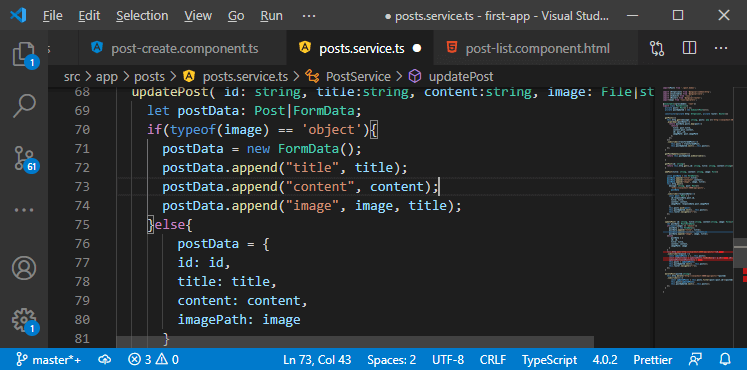 File Edit Selection View Go Run ··· posts.service.ts - first-app - Visual Stud...
s post-create.component.ts posts.service.ts ● post-list.component.html ···
src > app > posts > posts.service.ts > PostService > updatePost
68 updatePost( id: string, title:string, content:string, image: File|st
69 let postData: Post|FormData;
70 if(typeof(image) == 'object'){
71 postData = new FormData();
72 postData.append("title", title);
73 postData.append("content", content);
74 postData.append("image", image, title);
75 }else{
76 postData = {
77 id: id,
78 title: title,
79 content: content,
80 imagePath: image
81 }
1
61
1
master*+ 3 0 Ln 73, Col 43 Spaces: 2 UTF-8 CRLF TypeScript 4.0.2 Prettier